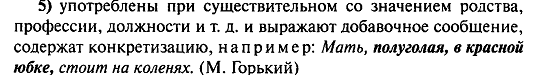 5) употреблены при существительном со значением родства,
профессии, должности и т. д. и выражают добавочное сообщение,
содержат конкретизацию, например: Мать, полуголая, в красной
юбке, стоит на коленях. (М. Горький)